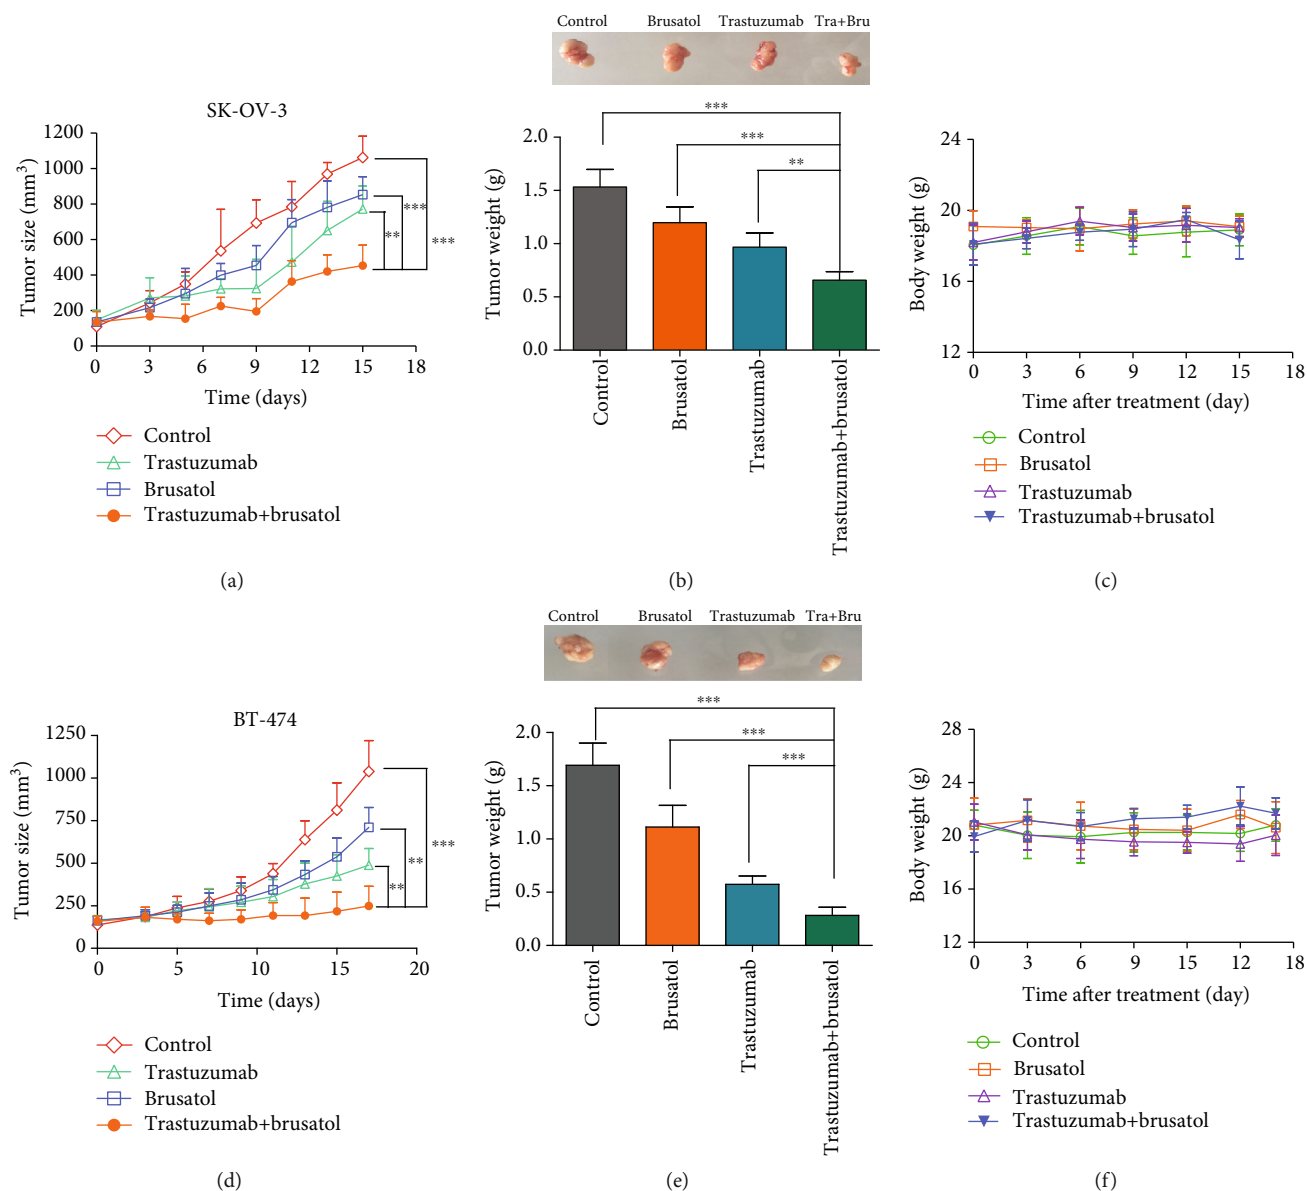 Control Brusatol Trastuzumab Tra+Bru
SK-OV-3
Tumor size (mm³)
1200
1000
800
600
400
200
0
0 3 6 9 12 15 18
Time (days)
***
**
***
Control
Trastuzumab
Brusatol
Trastuzumab+brusatol
(a)
***
***
**
Tumor weight (g)
2.0
1.5
1.0
0.5
0.0
Control
Brusatol
Trastuzumab
Trastuzumab+brusatol
(b)
Body weight (g)
24
20
16
12
0 3 6 9 12 15 18
Time after treatment (day)
Control
Brusatol
Trastuzumab
Trastuzumab+brusatol
(c)
Control Brusatol Trastuzumab Tra+Bru
BT-474
Tumor size (mm³)
1250
1000
750
500
250
0
0 5 10 15 20
Time (days)
***
**
**
Control
Trastuzumab
Brusatol
Trastuzumab+brusatol
(d)
***
***
***
Tumor weight (g)
2.0
1.5
1.0
0.5
0.0
Control
Brusatol
Trastuzumab
Trastuzumab+brusatol
(e)
Body weight (g)
28
24
20
16
12
0 3 6 9 15 12 18
Time after treatment (day)
Control
Brusatol
Trastuzumab
Trastuzumab+brusatol
(f)